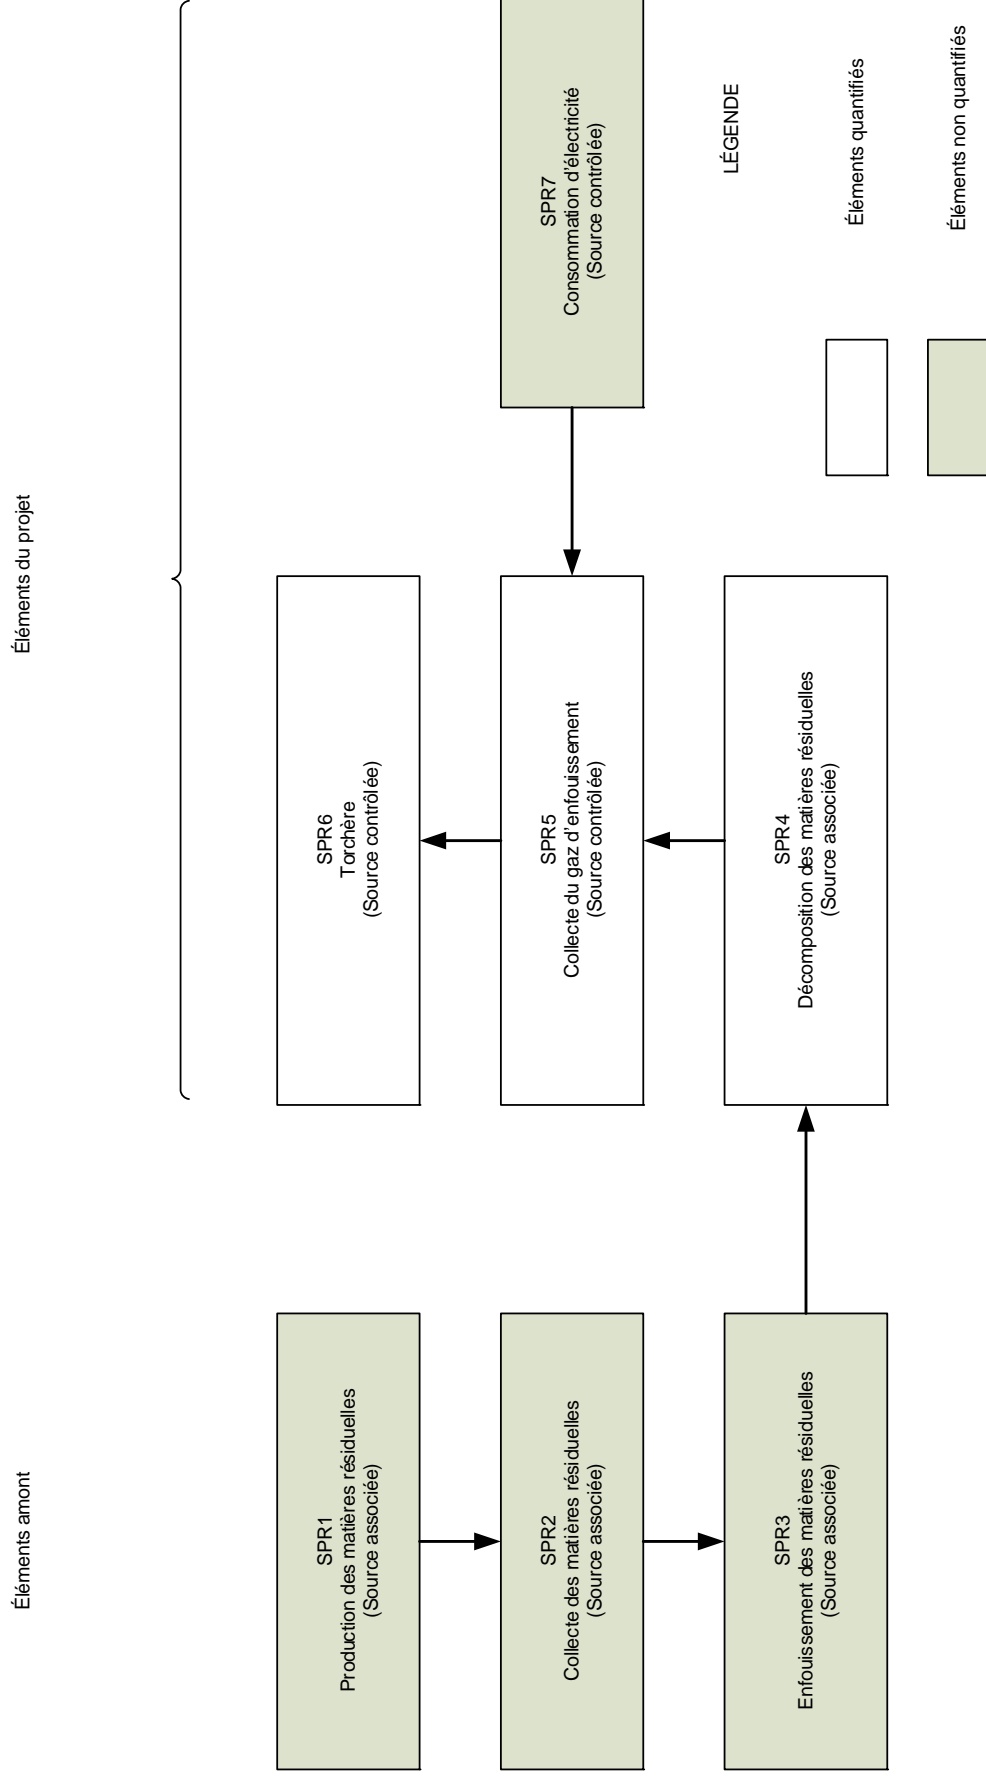 Éléments amont
Éléments du projet
SPR1
Production des matières résiduelles
(Source associée)
SPR2
Collecte des matières résiduelles
(Source associée)
SPR3
Enfouissement des matières résiduelles
(Source associée)
SPR6
Torchère
(Source contrôlée)
SPR5
Collecte du gaz d'enfouissement
(Source contrôlée)
SPR4
Décomposition des matières résiduelles
(Source associée)
SPR7
Consommation d'électricité
(Source contrôlée)
LÉGENDE
Éléments quantifiés
Éléments non quantifiés